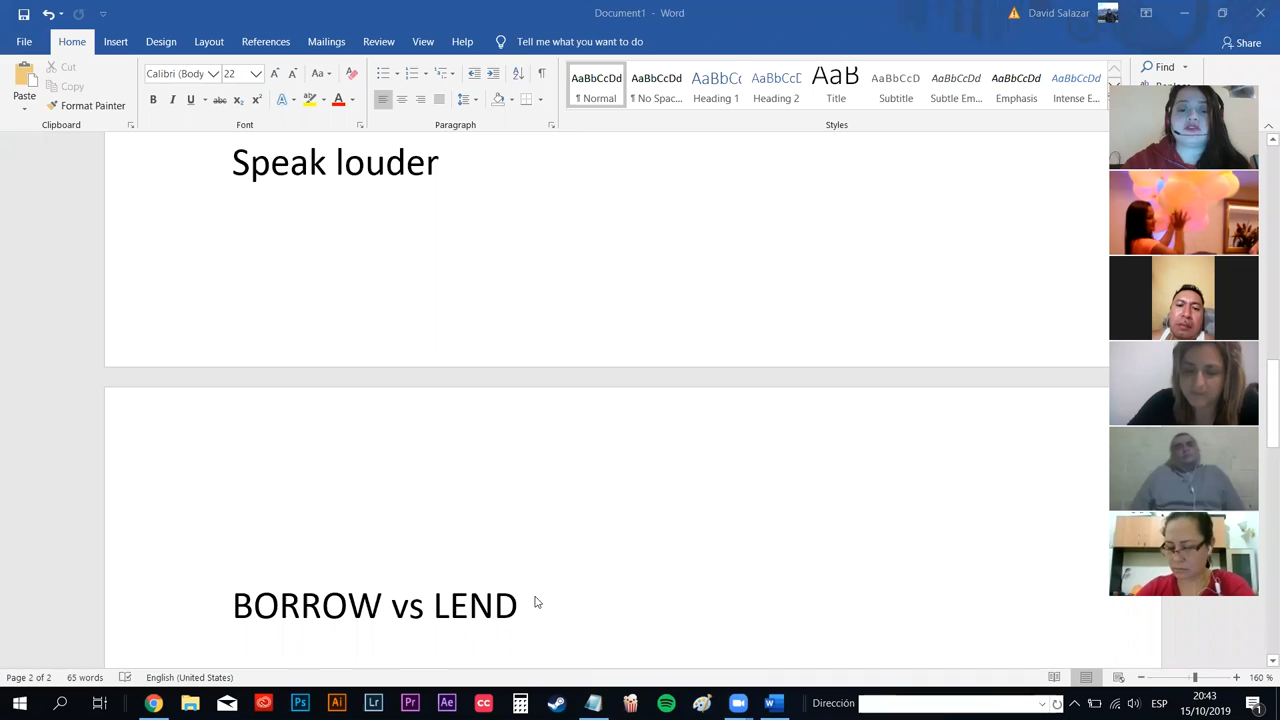 Document1 - Word
David Salazar
File Home Insert Design Layout References Mailings Review View Help Tell me what you want to do
Share
Paste
Cut
Copy
Format Painter
Clipboard
Calibri (Body 22
Font
Paragraph
AaBbCcDd
¶ Normal
AaBbCcDd
¶ No Spac...
AaBbCc
Heading 1
AaBbCcD
Heading 2
AaB
Title
AaBbCcD
Subtitle
AaBbCcDd
Subtle Em...
AaBbCcDd
Emphasis
AaBbCcDd
Intense E...
Styles
Find
Speak louder
BORROW vs LEND
Page 2 of 2 65 words English (United States) 160 %
Dirección
ESP
20:43
15/10/2019